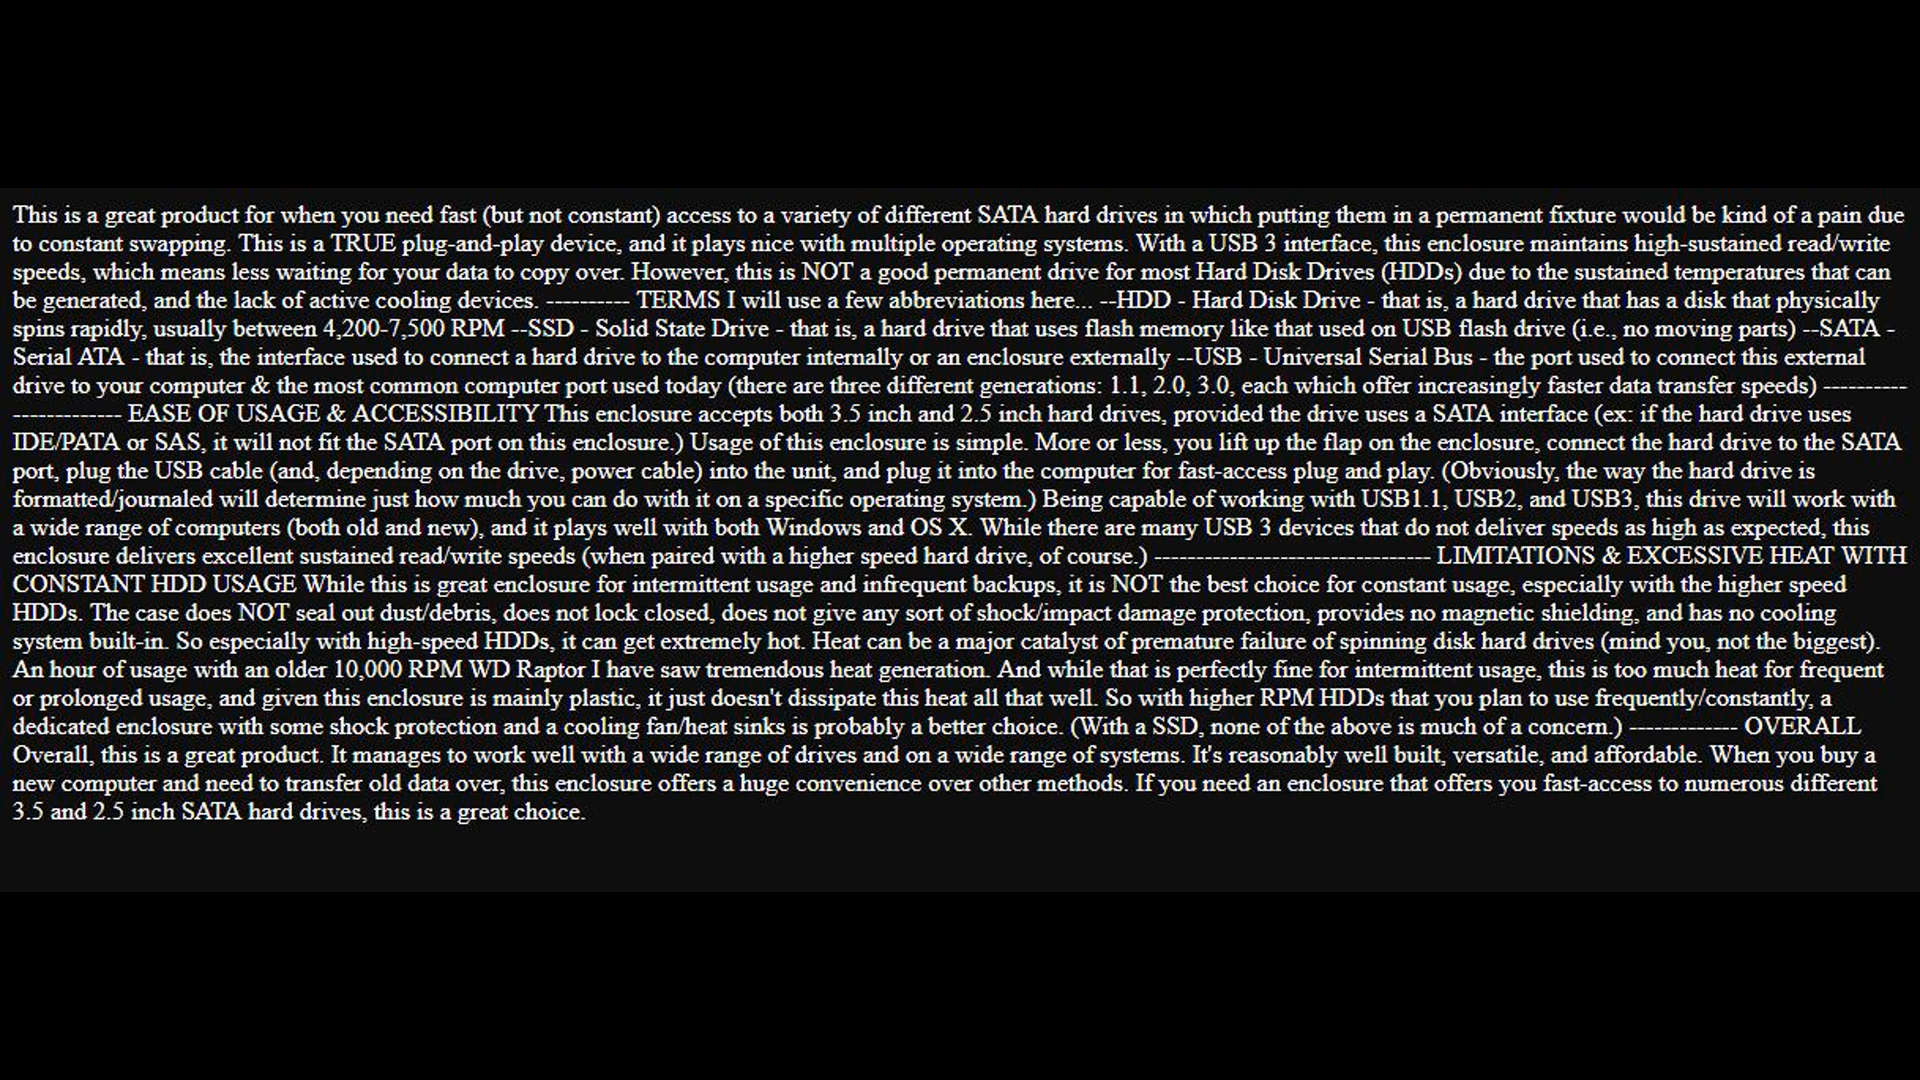 This is a great product for when you need fast (but not constant) access to a variety of different SATA hard drives in which putting them in a permanent fixture would be kind of a pain due
to constant swapping. This is a TRUE plug-and-play device, and it plays nice with multiple operating systems. With a USB 3 interface, this enclosure maintains high-sustained read/write
speeds, which means less waiting for your data to copy over. However, this is NOT a good permanent drive for most Hard Disk Drives (HDDs) due to the sustained temperatures that can
be generated, and the lack of active cooling devices. ---------- TERMS I will use a few abbreviations here... --HDD - Hard Disk Drive - that is, a hard drive that has a disk that physically
spins rapidly, usually between 4,200-7,500 RPM --SSD - Solid State Drive - that is, a hard drive that uses flash memory like that used on USB flash drive (i.e., no moving parts) --SATA -
Serial ATA - that is, the interface used to connect a hard drive to the computer internally or an enclosure externally --USB - Universal Serial Bus - the port used to connect this external
drive to your computer & the most common computer port used today (there are three different generations: 1.1, 2.0, 3.0, each which offer increasingly faster data transfer speeds) ----------
------------- EASE OF USAGE & ACCESSIBILITY This enclosure accepts both 3.5 inch and 2.5 inch hard drives, provided the drive uses a SATA interface (ex: if the hard drive uses
IDE/PATA or SAS, it will not fit the SATA port on this enclosure.) Usage of this enclosure is simple. More or less, you lift up the flap on the enclosure, connect the hard drive to the SATA
port, plug the USB cable (and, depending on the drive, power cable) into the unit, and plug it into the computer for fast-access plug and play. (Obviously, the way the hard drive is
formatted/journaled will determine just how much you can do with it on a specific operating system.) Being capable of working with USB1.1, USB2, and USB3, this drive will work with
a wide range of computers (both old and new), and it plays well with both Windows and OS X. While there are many USB 3 devices that do not deliver speeds as high as expected, this
enclosure delivers excellent sustained read/write speeds (when paired with a higher speed hard drive, of course.) --------------------------------- LIMITATIONS & EXCESSIVE HEAT WITH
CONSTANT HDD USAGE While this is great enclosure for intermittent usage and infrequent backups, it is NOT the best choice for constant usage, especially with the higher speed
HDDs. The case does NOT seal out dust/debris, does not lock closed, does not give any sort of shock/impact damage protection, provides no magnetic shielding, and has no cooling
system built-in. So especially with high-speed HDDs, it can get extremely hot. Heat can be a major catalyst of premature failure of spinning disk hard drives (mind you, not the biggest).
An hour of usage with an older 10,000 RPM WD Raptor I have saw tremendous heat generation. And while that is perfectly fine for intermittent usage, this is too much heat for frequent
or prolonged usage, and given this enclosure is mainly plastic, it just doesn't dissipate this heat all that well. So with higher RPM HDDs that you plan to use frequently/constantly, a
dedicated enclosure with some shock protection and a cooling fan/heat sinks is probably a better choice. (With a SSD, none of the above is much of a concern.) ------------- OVERALL
Overall, this is a great product. It manages to work well with a wide range of drives and on a wide range of systems. It's reasonably well built, versatile, and affordable. When you buy a
new computer and need to transfer old data over, this enclosure offers a huge convenience over other methods. If you need an enclosure that offers you fast-access to numerous different
3.5 and 2.5 inch SATA hard drives, this is a great choice.